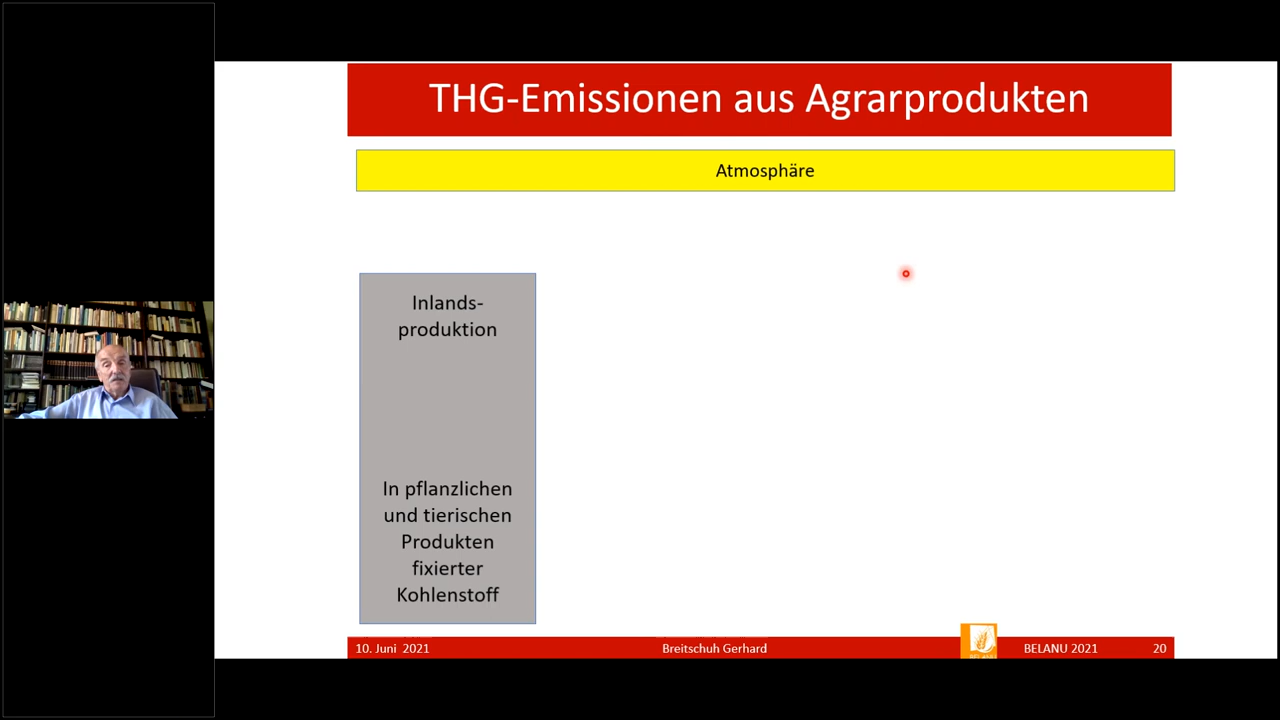 THG-Emissionen aus Agrarprodukten
Atmosphäre
Inlands-
produktion
In pflanzlichen
und tierischen
Produkten
fixierter
Kohlenstoff
10. Juni 2021
Breitschuh Gerhard
BELANU
BELANU 2021
20